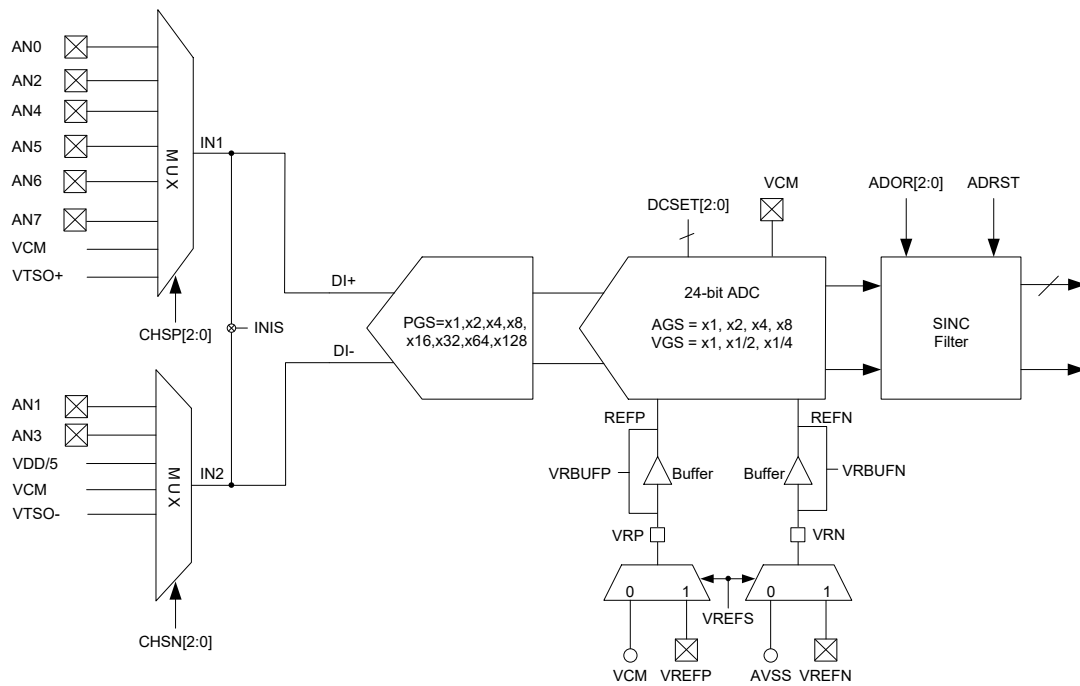 AN0
AN2
AN4
AN5
AN6
AN7
VCM
VTSO+
MUX
IN1
CHSP[2:0]
INIS
DI+
DI-
AN1
AN3
VDD/5
VCM
VTSO-
MUX
IN2
CHSN[2:0]
PGS=x1,x2,x4,x8,
x16,x32,x64,x128
DCSET[2:0]
VCM
24-bit ADC
AGS = x1, x2, x4, x8
VGS = x1, x1/2, x1/4
ADOR[2:0]
ADRST
SINC
Filter
REFP
REFN
VRBUFP
Buffer
Buffer
VRBUFN
VRP
VRN
0
1
0
1
VREFS
VCM
VREFP
AVSS
VREFN